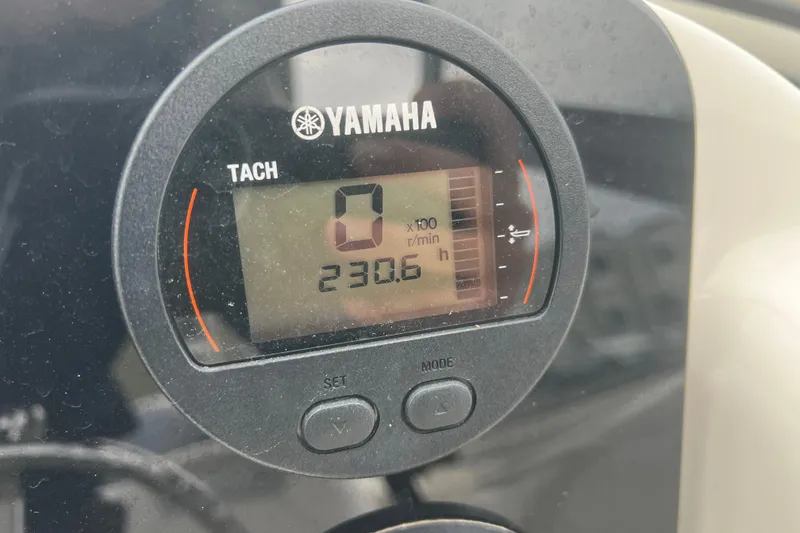 YAMAHA
TACH
0
x100
r/min
230.6 h
SET
MODE